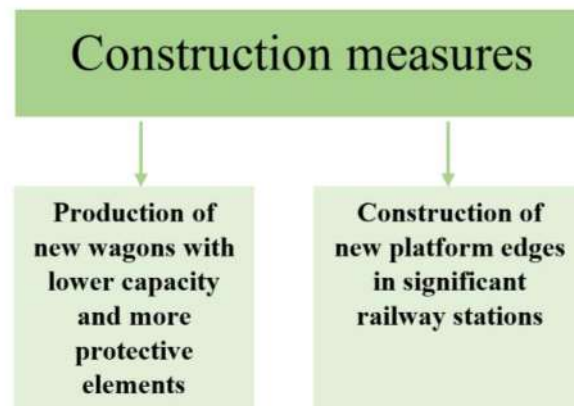 Construction measures
Production of
new wagons with
lower capacity
and more
protective
elements
Construction of
new platform edges
in significant
railway stations